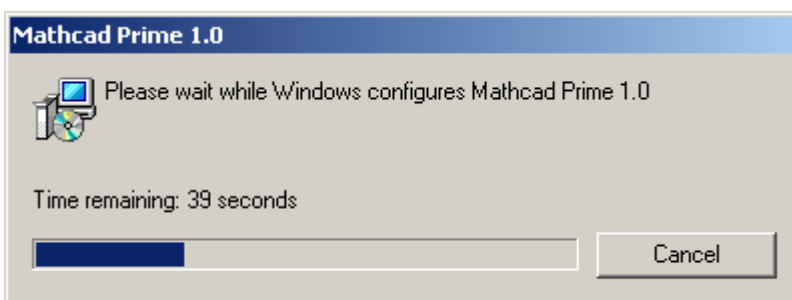 Mathcad Prime 1.0
Please wait while Windows configures Mathcad Prime 1.0
Time remaining: 39 seconds
Cancel